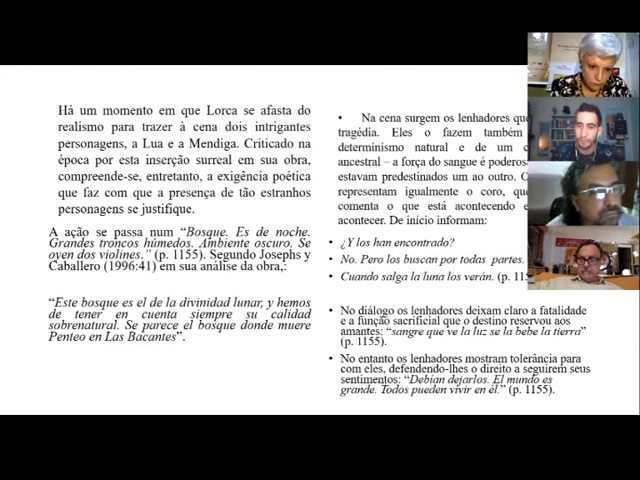 Há um momento em que Lorca se afasta do
realismo para trazer à cena dois intrigantes
personagens, a Lua e a Mendiga. Criticado na
época por esta inserção surreal em sua obra,
compreende-se, entretanto, a exigência poética
que faz com que a presença de tão estranhos
personagens se justifique.
A ação se passa num “Bosque. Es de noche.
Grandes troncos húmedos. Ambiente oscuro. Se
oyen dos violines.” (p. 1155). Segundo Josephs y
Caballero (1996:41) em sua análise da obra,:
“Este bosque es el de la divinidad lunar, y hemos
de tener en cuenta siempre su calidad
sobrenatural. Se parece el bosque donde muere
Penteo en Las Bacantes”.
• Na cena surgem os lenhadores que
tragédia. Eles o fazem também
determinismo natural e de um
ancestral – a força do sangue é poderos
estavam predestinados um ao outro.
representam igualmente o coro, que
comenta o que está acontecendo e
acontecer. De início informam:
• ¿Y los han encontrado?
• No. Pero los buscan por todas partes.
• Cuando salga la luna los verán. (p. 115
• No diálogo os lenhadores deixam claro a fatalidade
e a função sacrificial que o destino reservou aos
amantes: “sangre que ve la luz se la bebe la tierra”
(p. 1155).
• No entanto os lenhadores mostram tolerância para
com eles, defendendo-lhes o direito a seguirem seus
sentimentos: “Debían dejarlos. El mundo es
grande. Todos pueden vivir en él.” (p. 1155).